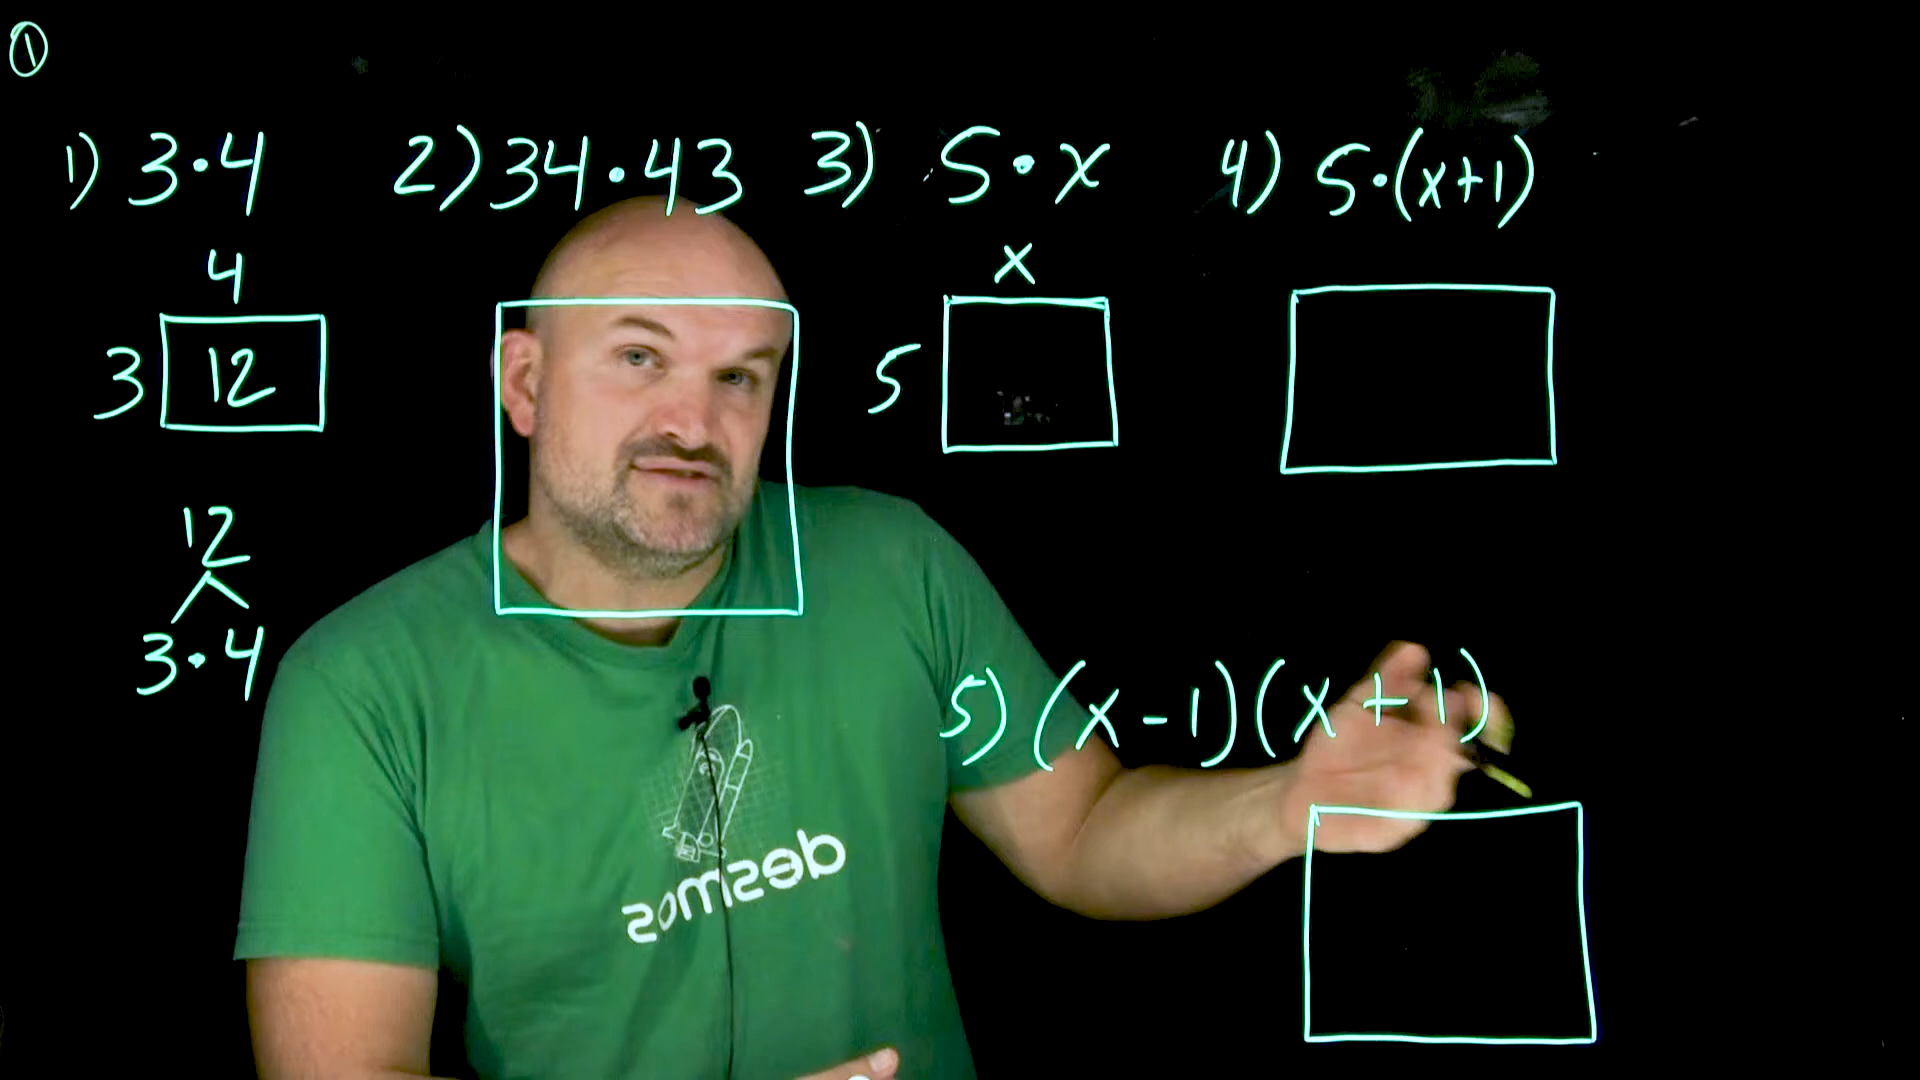 ①
1) 3·4
2) 34·43
3) 5·x
4) 5·(x+1)
4
3
12
x
5
12
3·4
5) (x-1)(x+1)
desmos